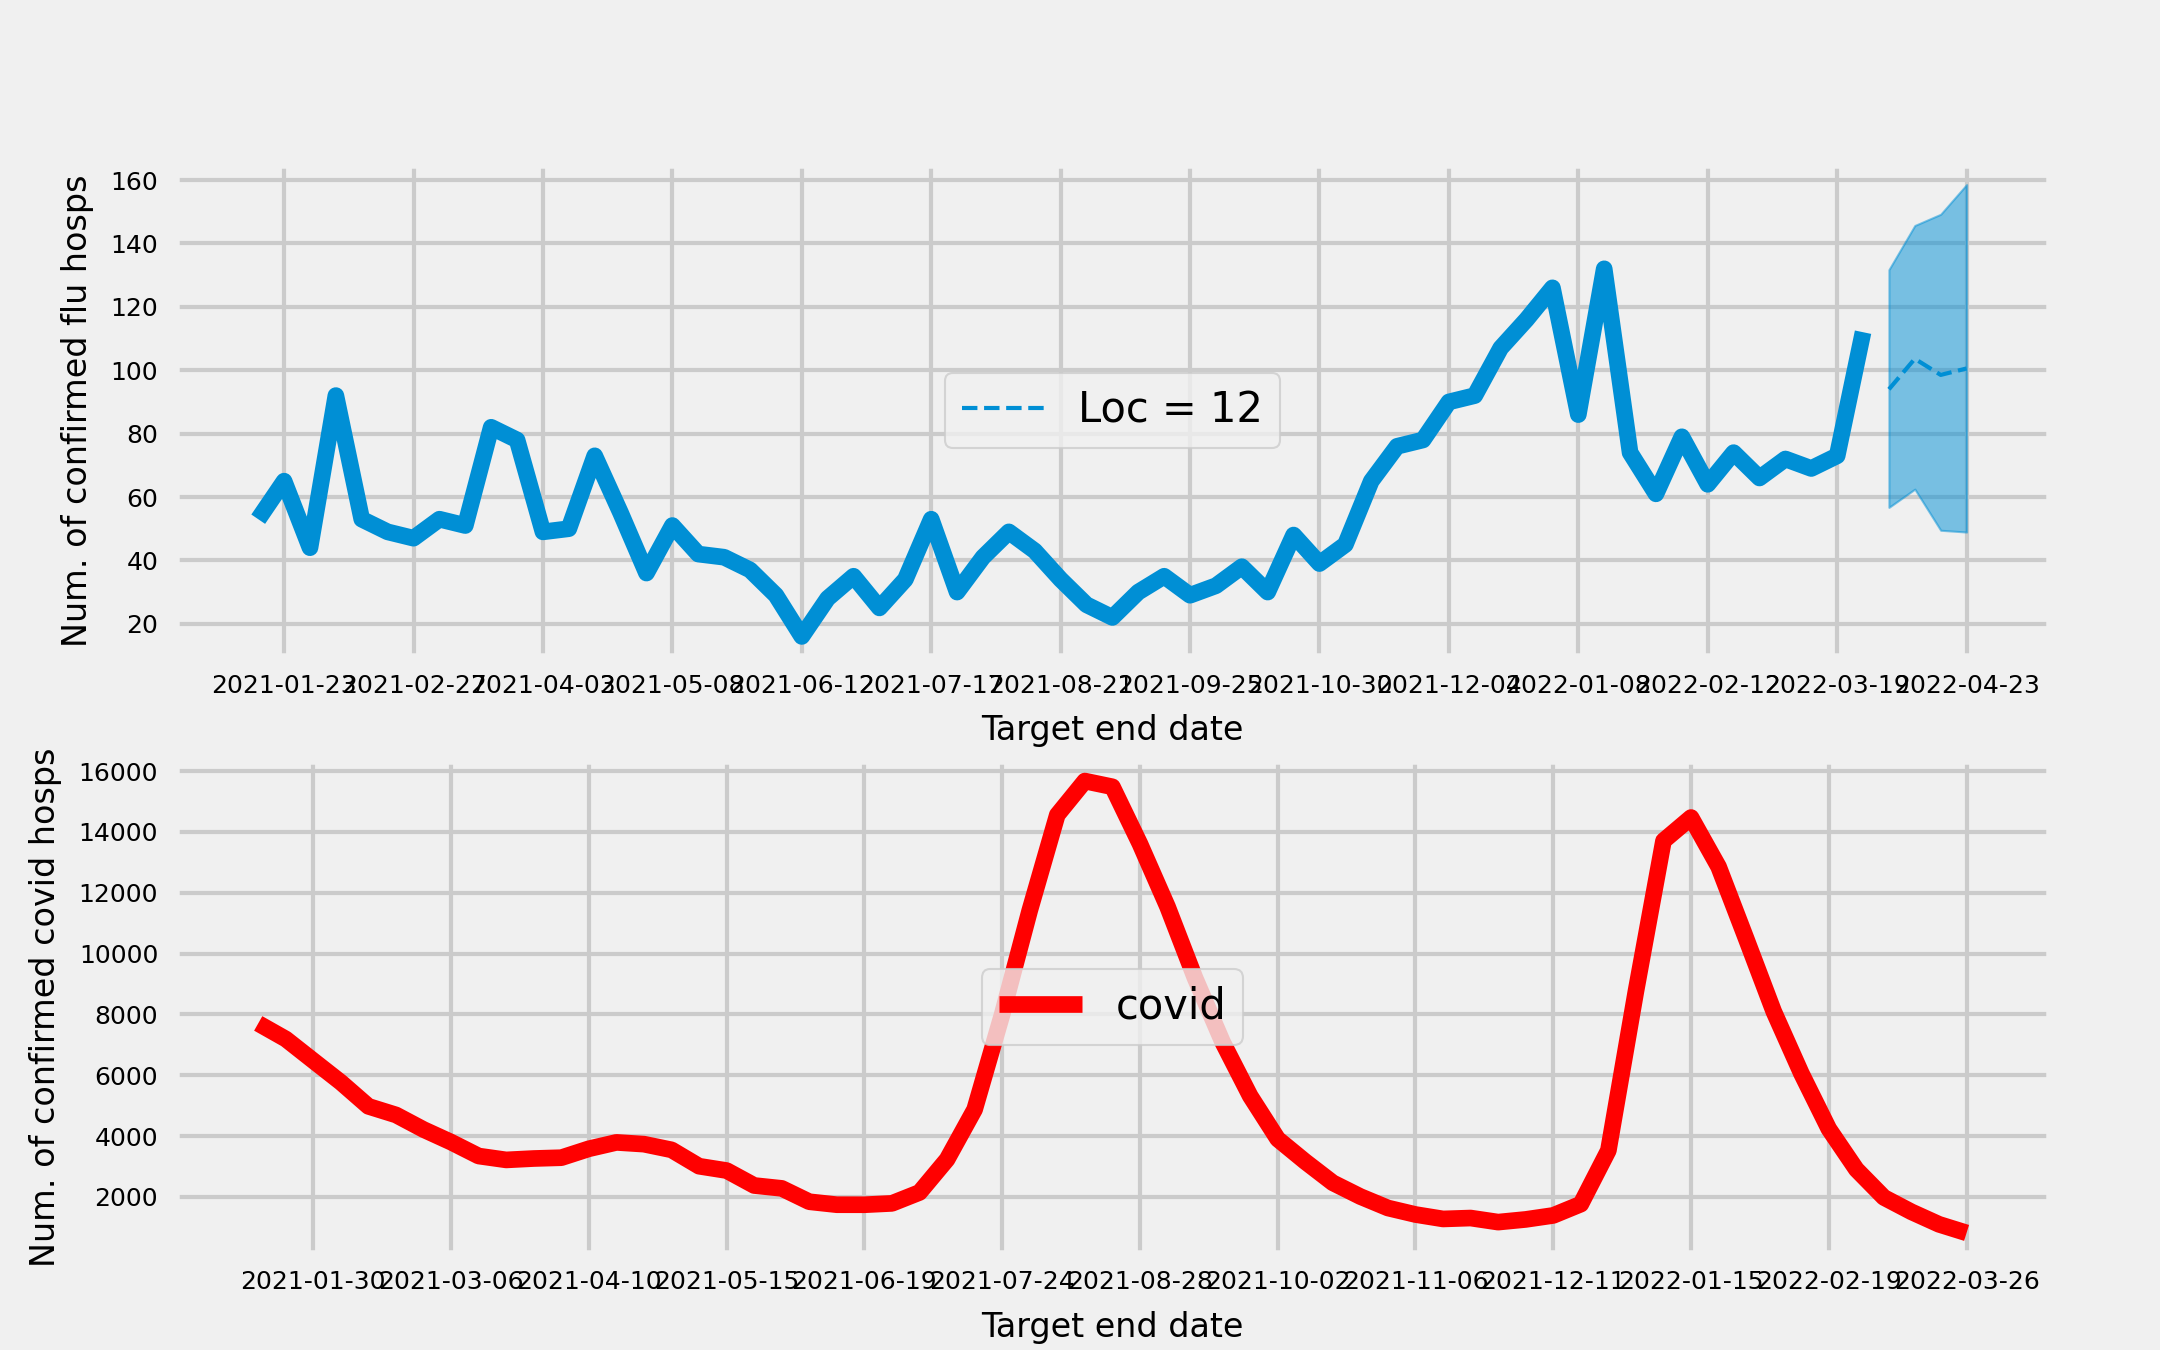 Num. of confirmed flu hosps
160
140
120
100
80
60
40
20
Loc = 12
2021-01-23 2021-02-27 2021-04-03 2021-05-08 2021-06-12 2021-07-17 2021-08-21 2021-09-25 2021-10-30 2021-12-04 2022-01-08 2022-02-12 2022-03-19 2022-04-23
Target end date
Num. of confirmed covid hosps
16000
14000
12000
10000
8000
6000
4000
2000
covid
2021-01-30 2021-03-06 2021-04-10 2021-05-15 2021-06-19 2021-07-24 2021-08-28 2021-10-02 2021-11-06 2021-12-11 2022-01-15 2022-02-19 2022-03-26
Target end date